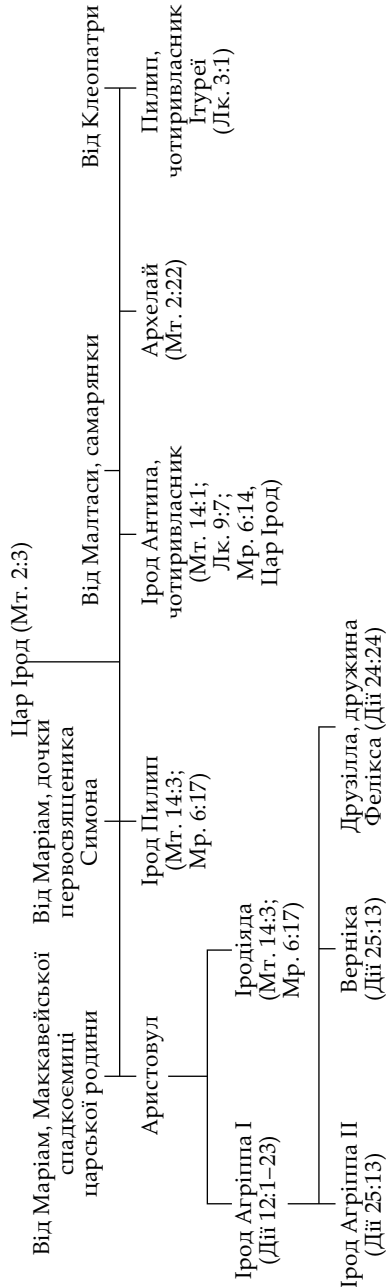 Цар Ірод (Мт. 2:3)
Від Маріам, Маккавейської
спадкоємиці
царської родини
Від Маріам, дочки
первосвященика
Симона
Від Малтаси, самарянки
Від Клеопатри
Аристовул
Ірод Пилип
(Мт. 14:3;
Мр. 6:17)
Ірод Антипа,
чотиривласник
(Мт. 14:1;
Лк. 9:7;
Мр. 6:14,
Цар Ірод)
Архелай
(Мт. 2:22)
Пилип,
чотиривласник
Ітуреї
(Лк. 3:1)
Ірод Агріппа I
(Дії 12:1–23)
Іродіяда
(Мт. 14:3;
Мр. 6:17)
Ірод Агріппа II
(Дії 25:13)
Верніка
(Дії 25:13)
Друзілла, дружина
Фелікса (Дії 24:24)